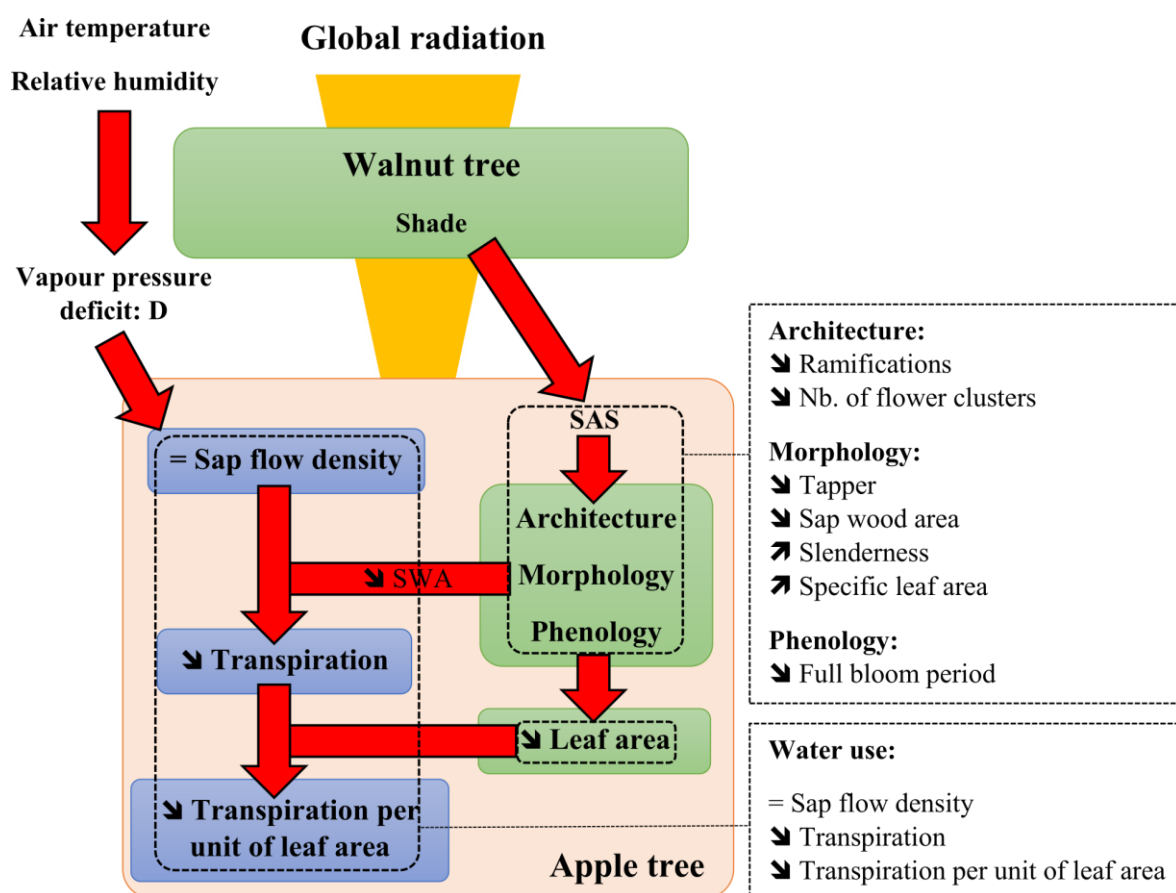 Air temperature
Relative humidity
Global radiation
Walnut tree
Shade
Vapour pressure
deficit: D
SAS
= Sap flow density
Architecture
Morphology
Phenology
↘ SWA
↘ Transpiration
↘ Leaf area
↘ Transpiration per
unit of leaf area
Apple tree
Architecture:
↘ Ramifications
↘ Nb. of flower clusters
Morphology:
↘ Tapper
↘ Sap wood area
↗ Slenderness
↗ Specific leaf area
Phenology:
↘ Full bloom period
Water use:
= Sap flow density
↘ Transpiration
↘ Transpiration per unit of leaf area